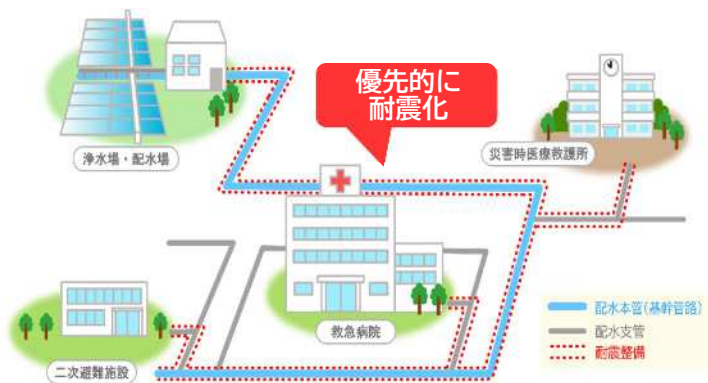 優先的に
耐震化
浄水場・配水場
災害時医療救護所
救急病院
二次避難施設
配水本管(基幹管路)
配水支管
耐震整備